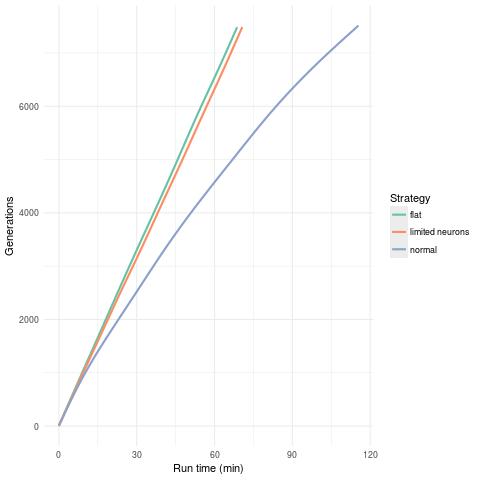 Generations
6000
4000
2000
0
0
30
60
90
120
Run time (min)
Strategy
flat
limited neurons
normal